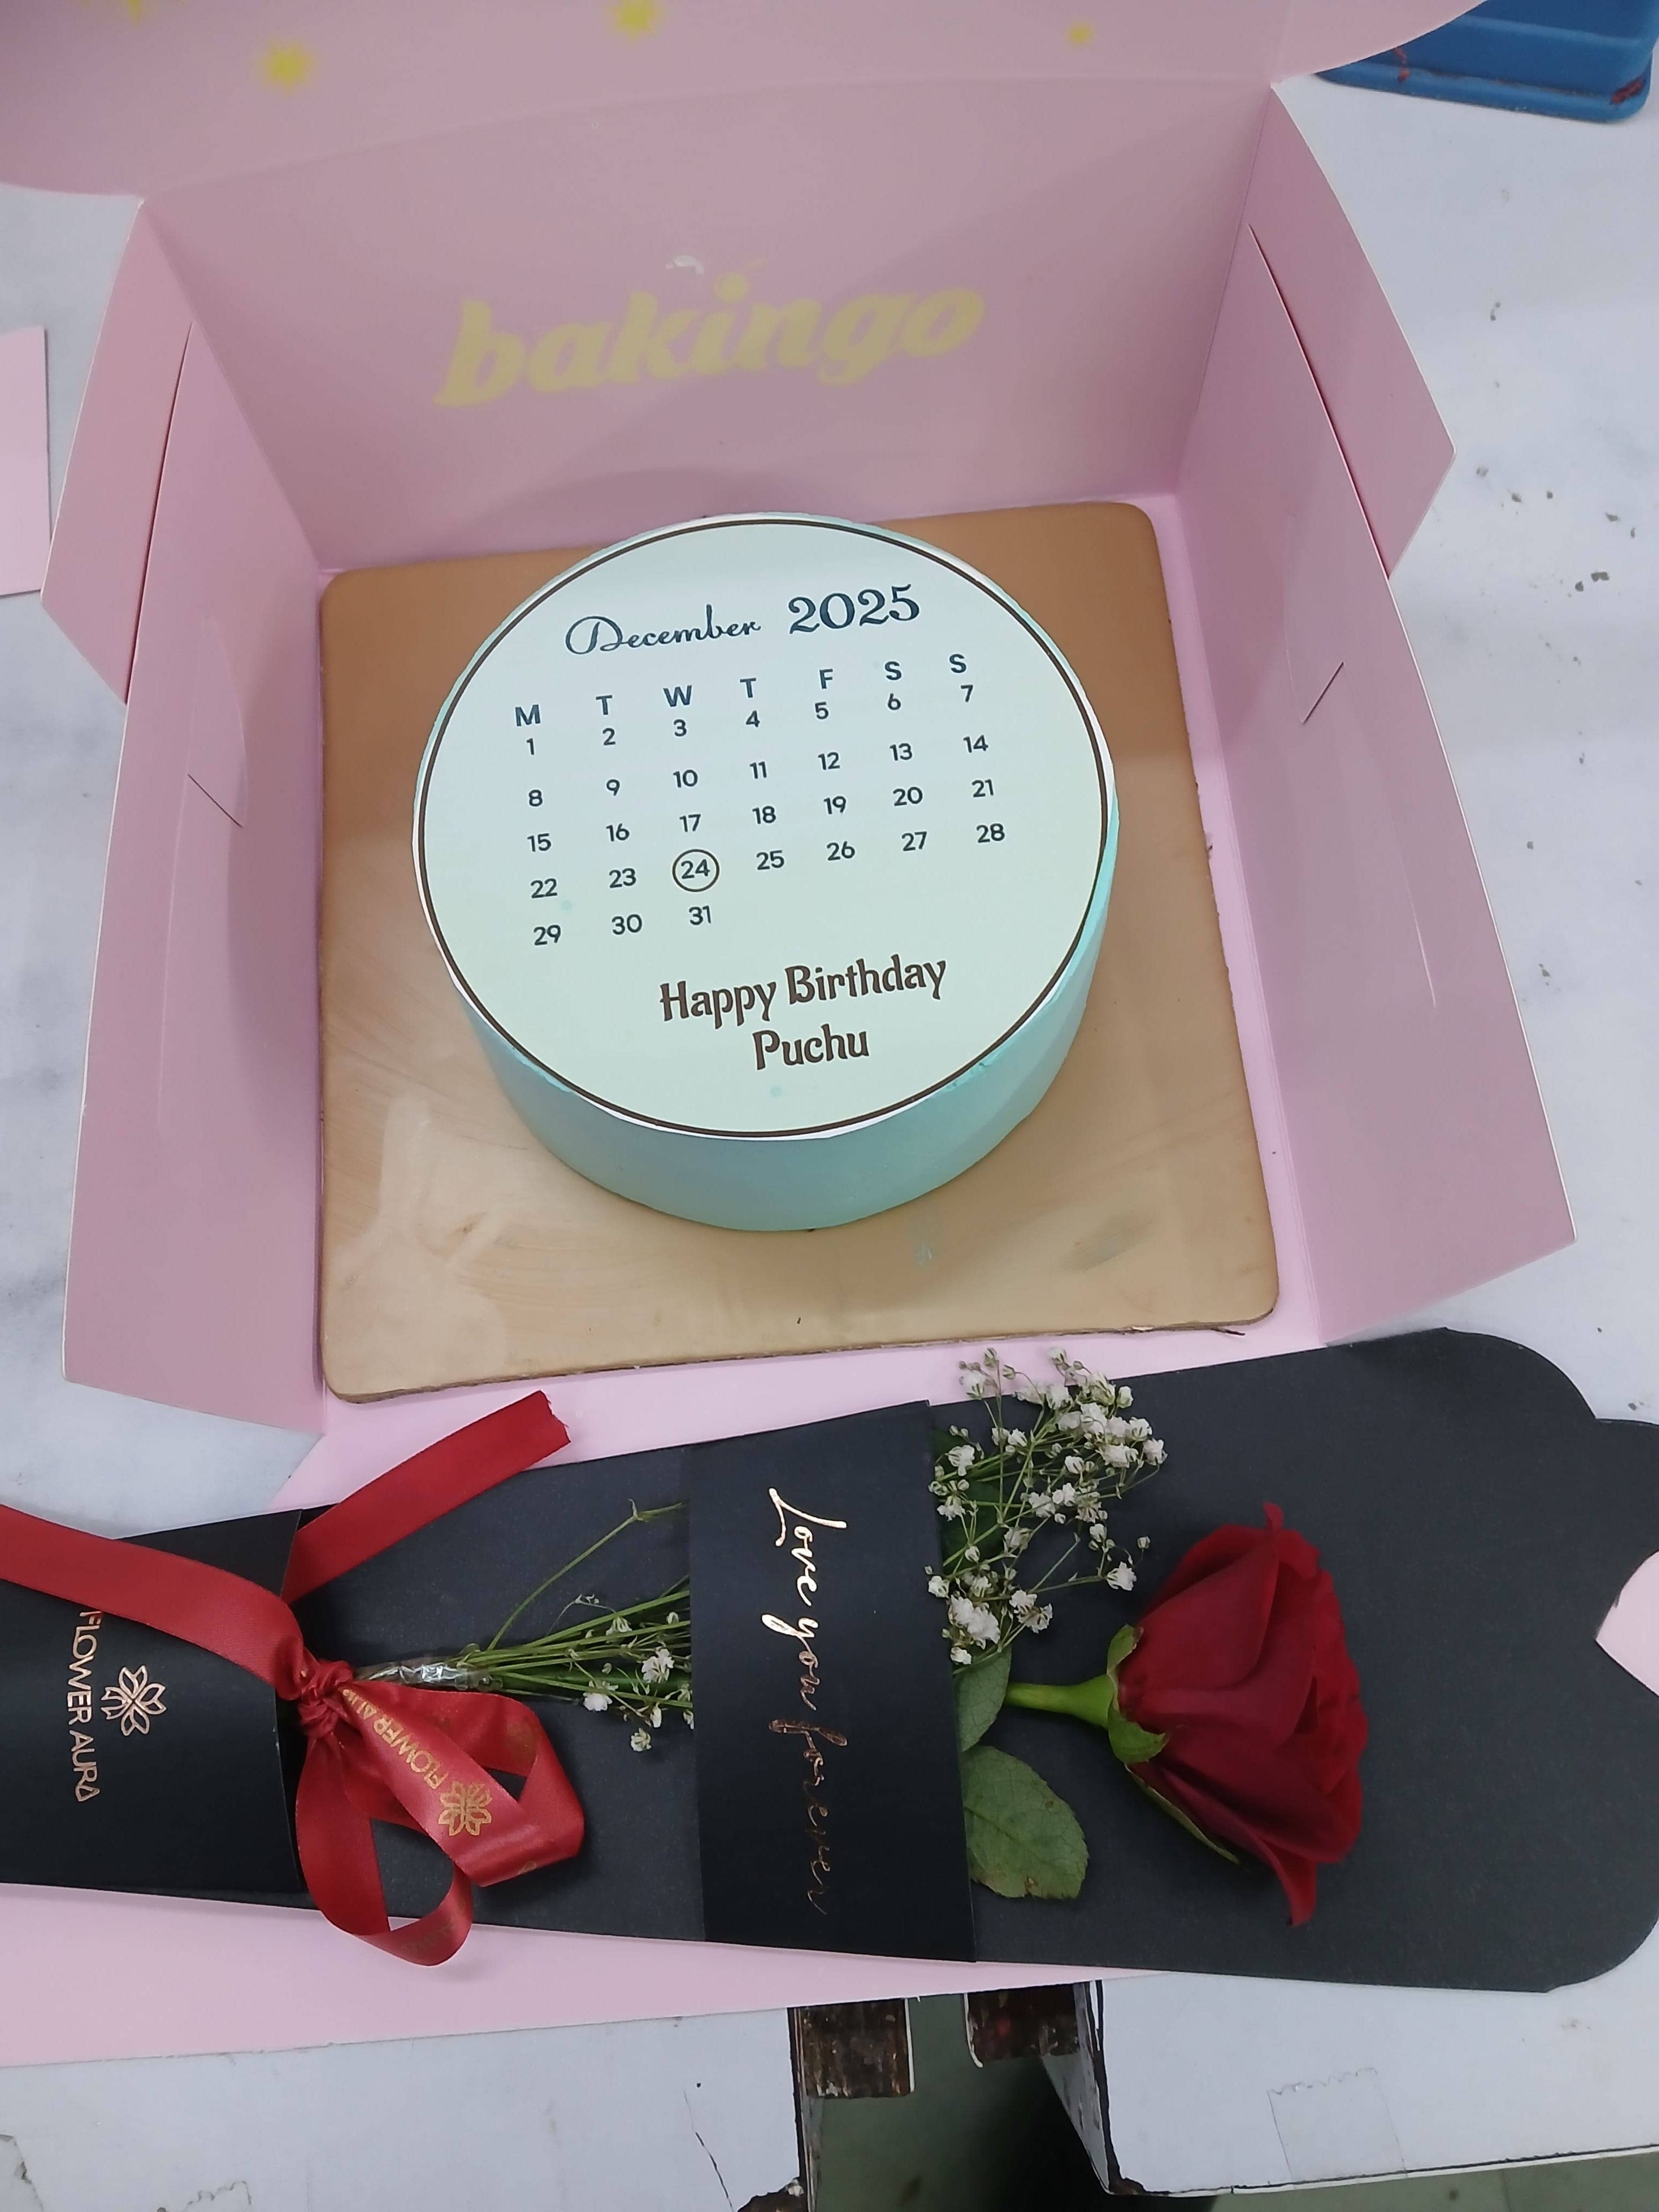 bakingo
December 2025
M T W T F S S
1 2 3 4 5 6 7
8 9 10 11 12 13 14
15 16 17 18 19 20 21
22 23 24 25 26 27 28
29 30 31
Happy Birthday
Puchu
Love you forever
FLOWER AURA
FLOWER AURA